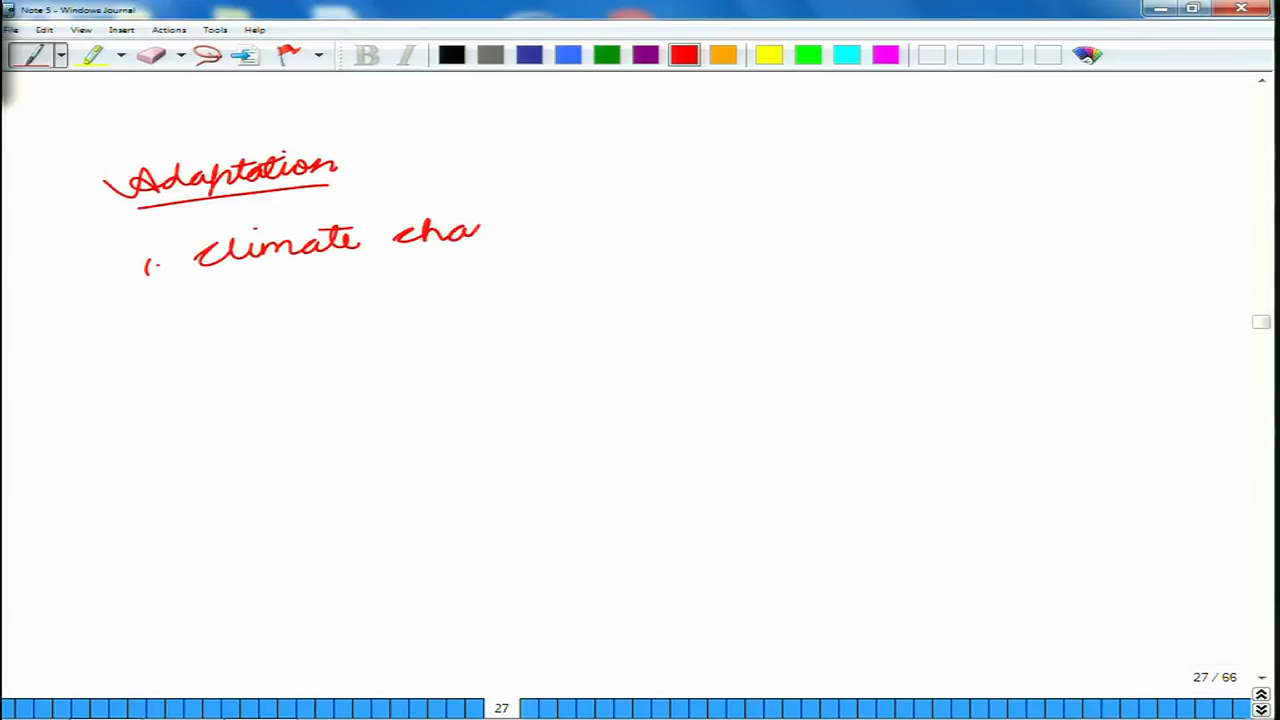 Note 5 - Windows Journal
File Edit View Insert Actions Tools Help
B I
Adaptation
1. Climate cha
27 / 66
27